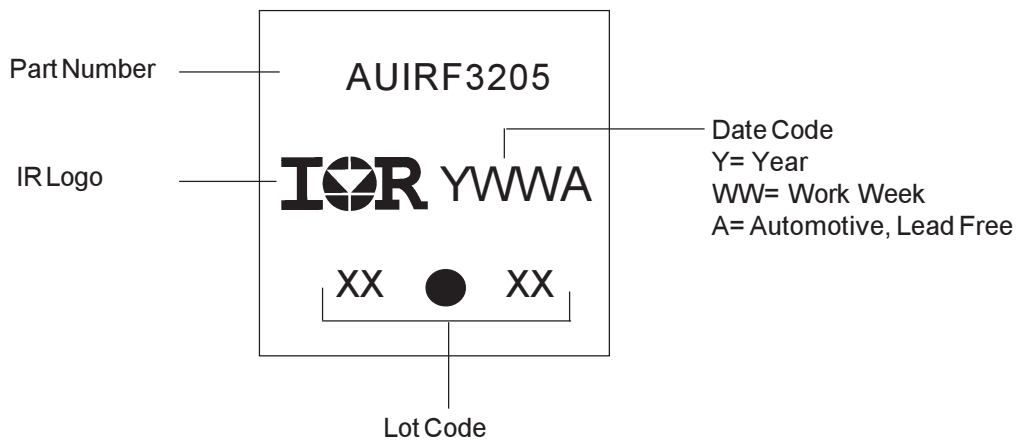 Part Number
AUIRF3205
IR Logo
IOR YWWA
Date Code
Y= Year
WW= Work Week
A= Automotive, Lead Free
XX XX
Lot Code